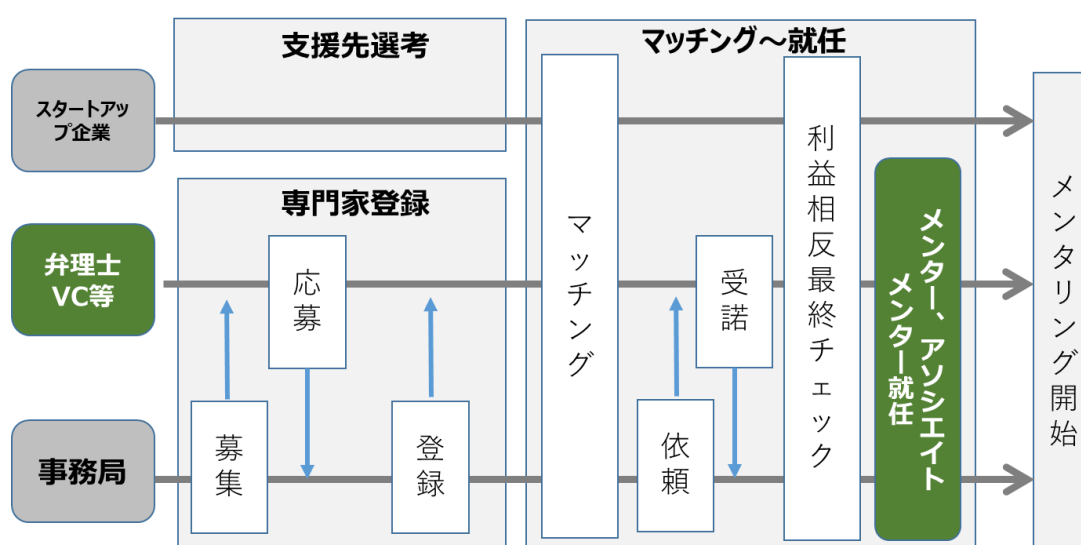 支援先選考
マッチング～就任
スタートアッ
プ企業
専門家登録
弁理士
VC等
事務局
募集
応募
登録
マッチング
依頼
受諾
利益相反最終チェック
メンター、アソシエイト
メンター就任
メンタリング開始